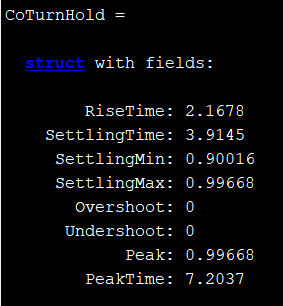 CoTurnHold =
struct with fields:
RiseTime: 2.1678
SettlingTime: 3.9145
SettlingMin: 0.90016
SettlingMax: 0.99668
Overshoot: 0
Undershoot: 0
Peak: 0.99668
PeakTime: 7.2037